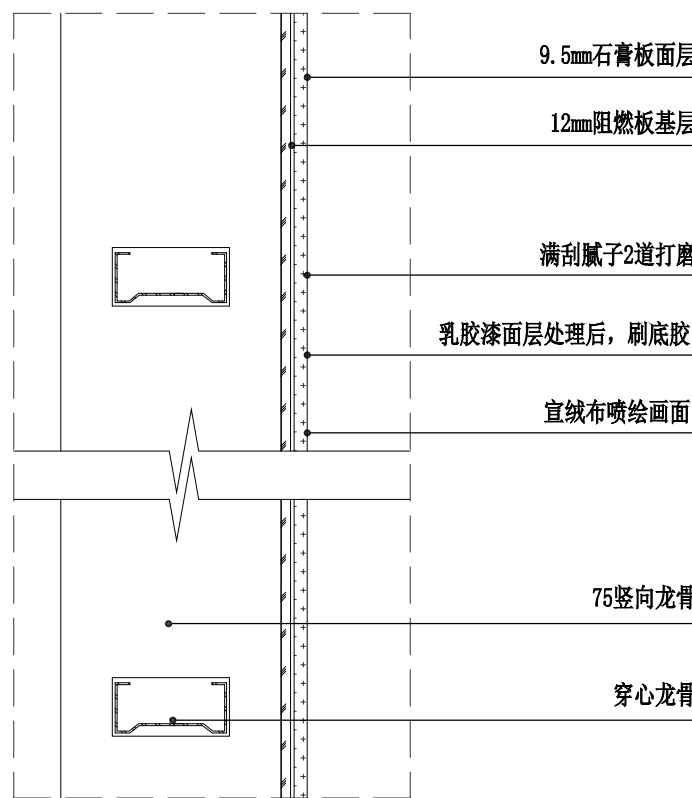 9.5mm石膏板面层
12mm阻燃板基层
满刮腻子2道打磨
乳胶漆面层处理后，刷底胶
宣绒布喷绘画面
75竖向龙骨
穿心龙骨